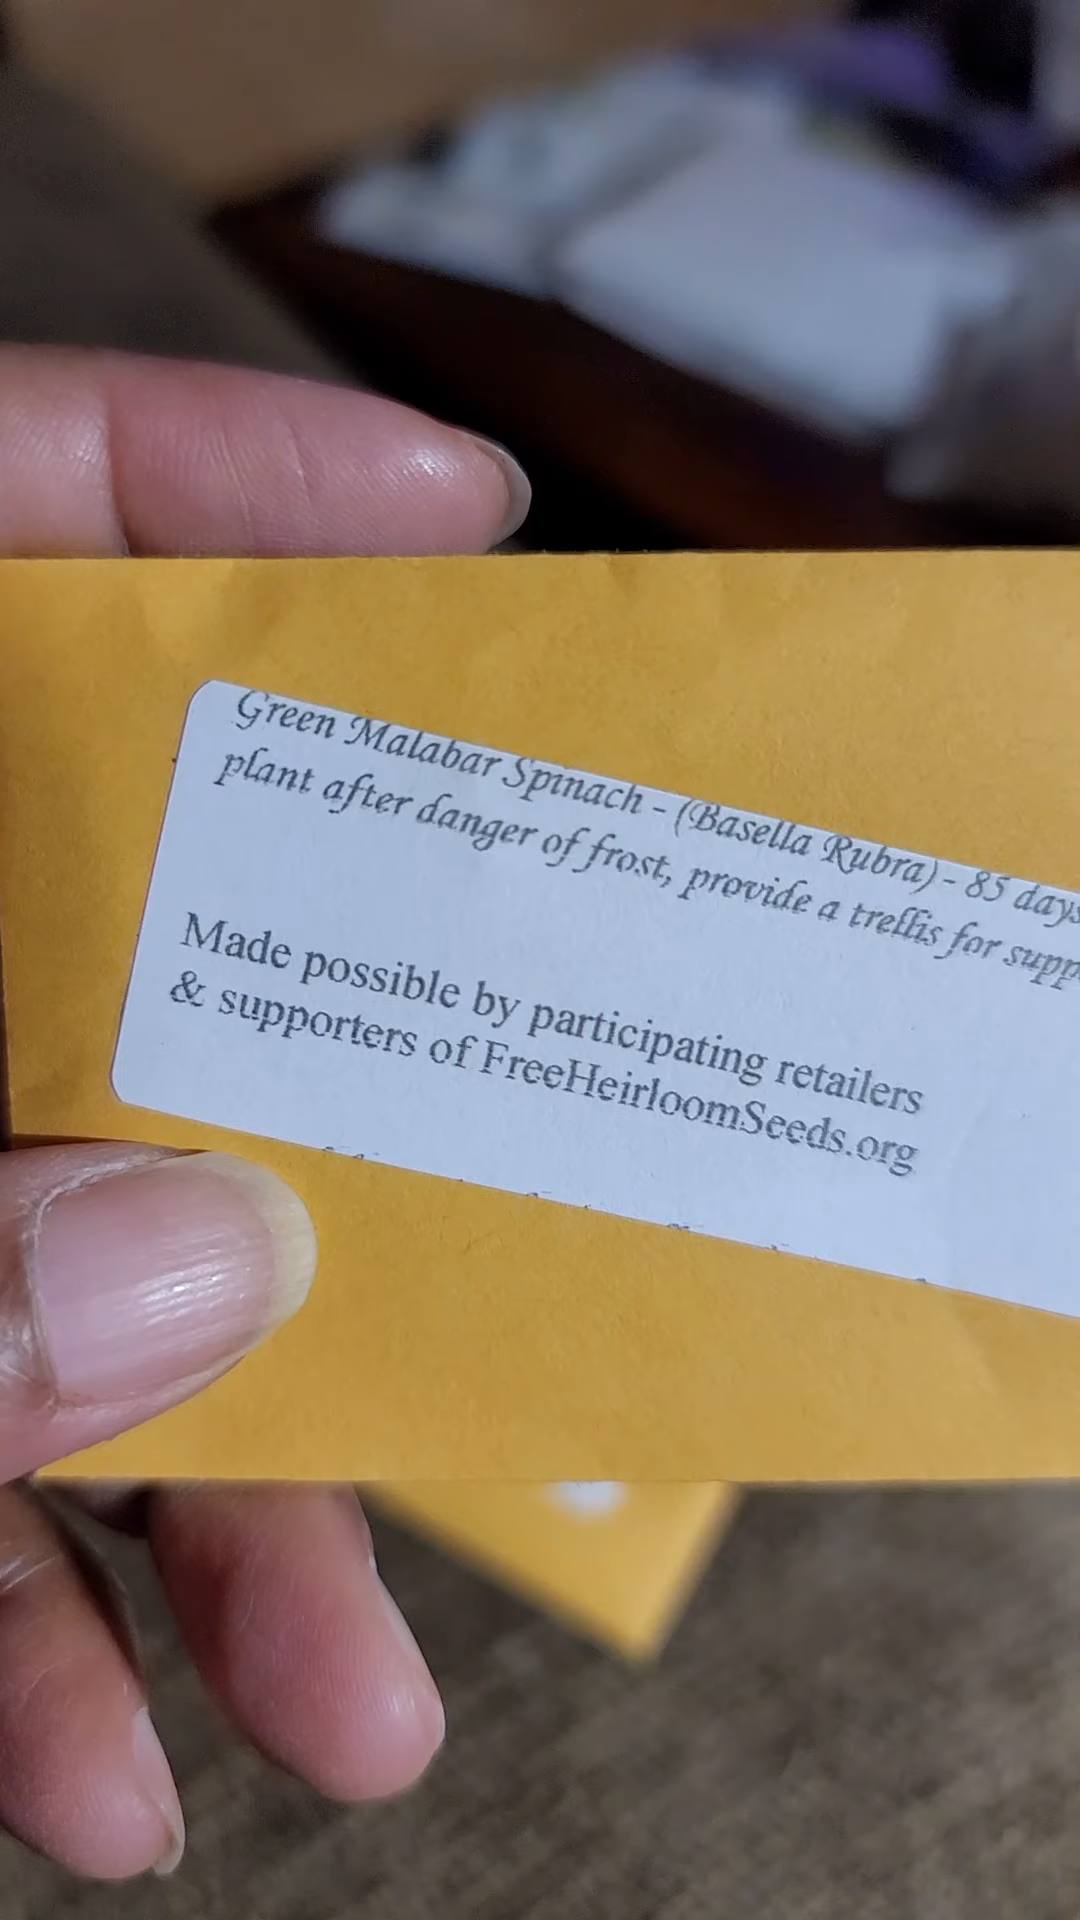 Green Malabar Spinach - (Basella Rubra) - 85 days
plant after danger of frost, provide a trellis for supp
Made possible by participating retailers
& supporters of FreeHeirloomSeeds.org